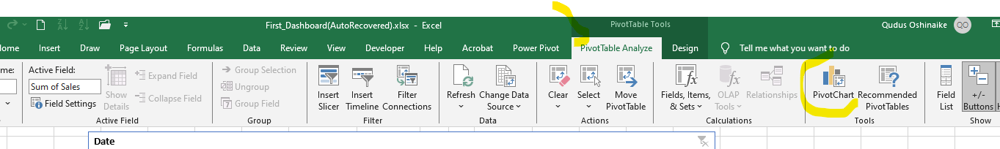 First_Dashboard(AutoRecovered).xlsx - Excel
PivotTable Tools
Qudus Oshinaike
QO
Home
Insert
Draw
Page Layout
Formulas
Data
Review
View
Developer
Help
Acrobat
Power Pivot
PivotTable Analyze
Design
Tell me what you want to do
me:
Active Field:
Sum of Sales
Field Settings
Show
Details
Expand Field
Collapse Field
Active Field
Group Selection
Ungroup
Group Field
Group
Insert
Slicer
Insert
Timeline
Filter
Connections
Filter
Refresh
Change Data
Source
Data
Clear
Select
Move
PivotTable
Actions
Fields, Items,
& Sets
OLAP
Tools
Relationships
Calculations
PivotChart
Recommended
PivotTables
Tools
Field
List
+/-
Buttons
Show
Date